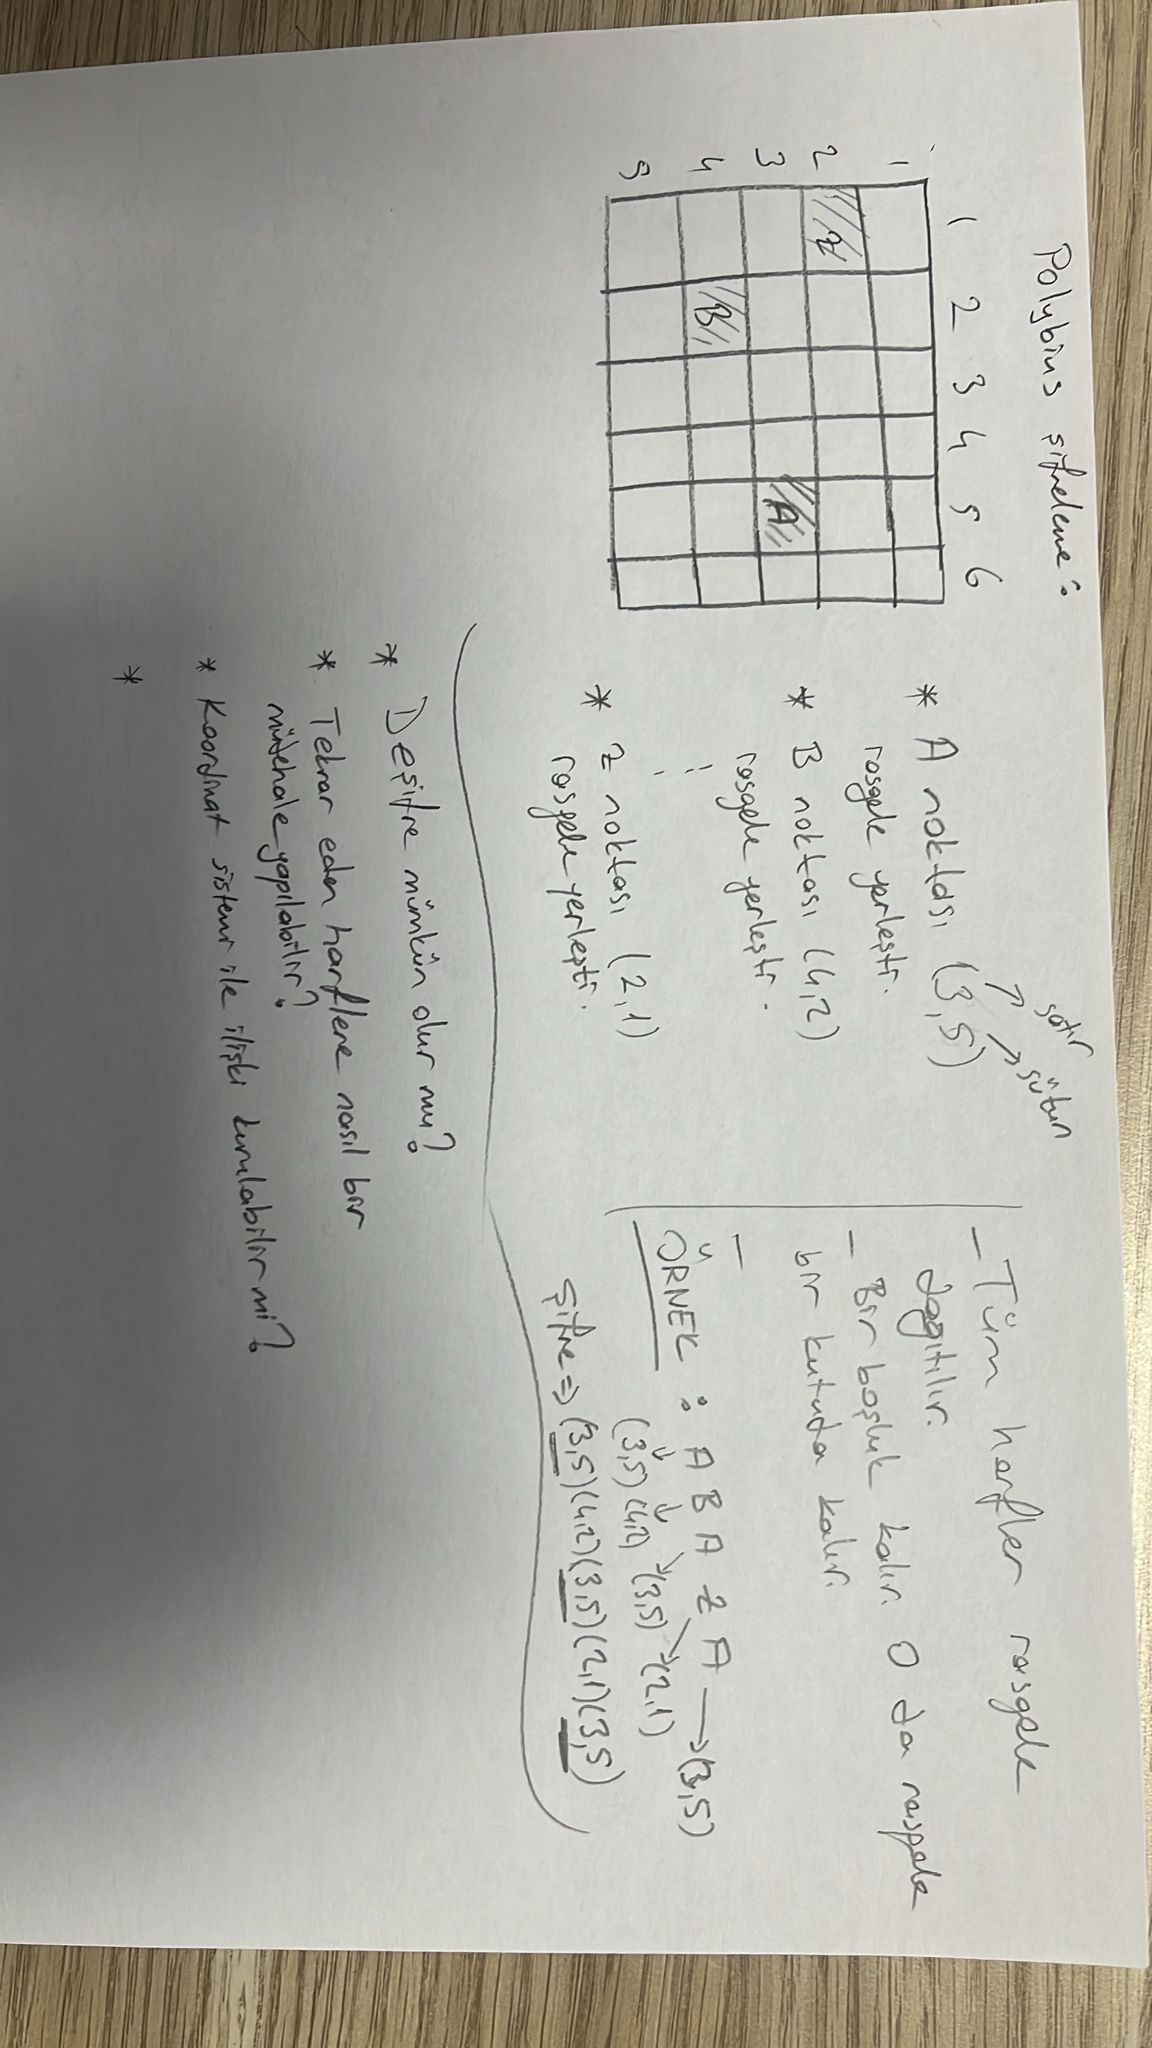 Polybius şifreleme:
1 2 3 4 5 6
1
2 Z
3 A
4 B
5
satır
sütun
* A noktası (3,5)
rasgele yerleşti.
* B noktası (4,2)
rasgele yerleşti.
* Z noktası (2,1)
rasgele yerleşti.
– Tüm harfler rasgele
dağıtılır.
– Bir boşluk kalır. O da rasgele
bir kutuda kalır.
–
ÖRNEK : A B A Z A → (3,5)
(3,5) (4,2) (3,5) (2,1)
Şifre ⇒ (3,5)(4,2)(3,5)(2,1)(3,5)
* Deşifre mümkün olur mu?
* Tekrar eden harflere nasıl bir
müdehale yapılabilir?
* Koordinat sistemi ile ilişki kurulabilir mi?
*